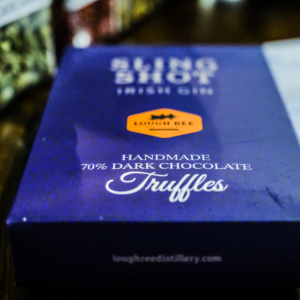 SLING
SHOT
IRISH GIN
LOUGH REE
HANDMADE
70% DARK CHOCOLATE
Truffles
loughreedistillery.com